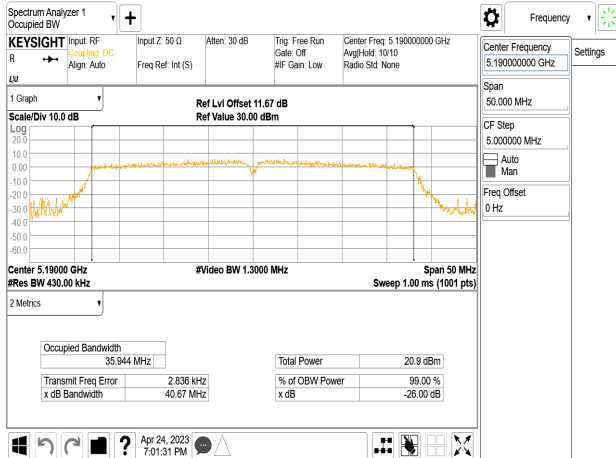 Spectrum Analyzer 1
Occupied BW
▼
+
Frequency ▼
KEYSIGHT
R
LXI
Input: RF
Coupling: DC
Align: Auto
Input Z: 50 Ω
Freq Ref: Int (S)
Atten: 30 dB
Trig: Free Run
Gate: Off
#IF Gain: Low
Center Freq: 5.190000000 GHz
Avg|Hold: 10/10
Radio Std: None
Center Frequency
5.190000000 GHz
Settings
Span
50.000 MHz
CF Step
5.000000 MHz
Auto
Man
Freq Offset
0 Hz
1 Graph ▼
Scale/Div 10.0 dB
Ref Lvl Offset 11.67 dB
Ref Value 30.00 dBm
Log
20.0
10.0
0.00
-10.0
-20.0
-30.0
-40.0
-50.0
-60.0
Center 5.19000 GHz
#Res BW 430.00 kHz
#Video BW 1.3000 MHz
Span 50 MHz
Sweep 1.00 ms (1001 pts)
2 Metrics ▼
Occupied Bandwidth
35.944 MHz
Total Power 20.9 dBm
Transmit Freq Error 2.836 kHz
% of OBW Power 99.00 %
x dB Bandwidth 40.67 MHz
x dB -26.00 dB
?
Apr 24, 2023
7:01:31 PM